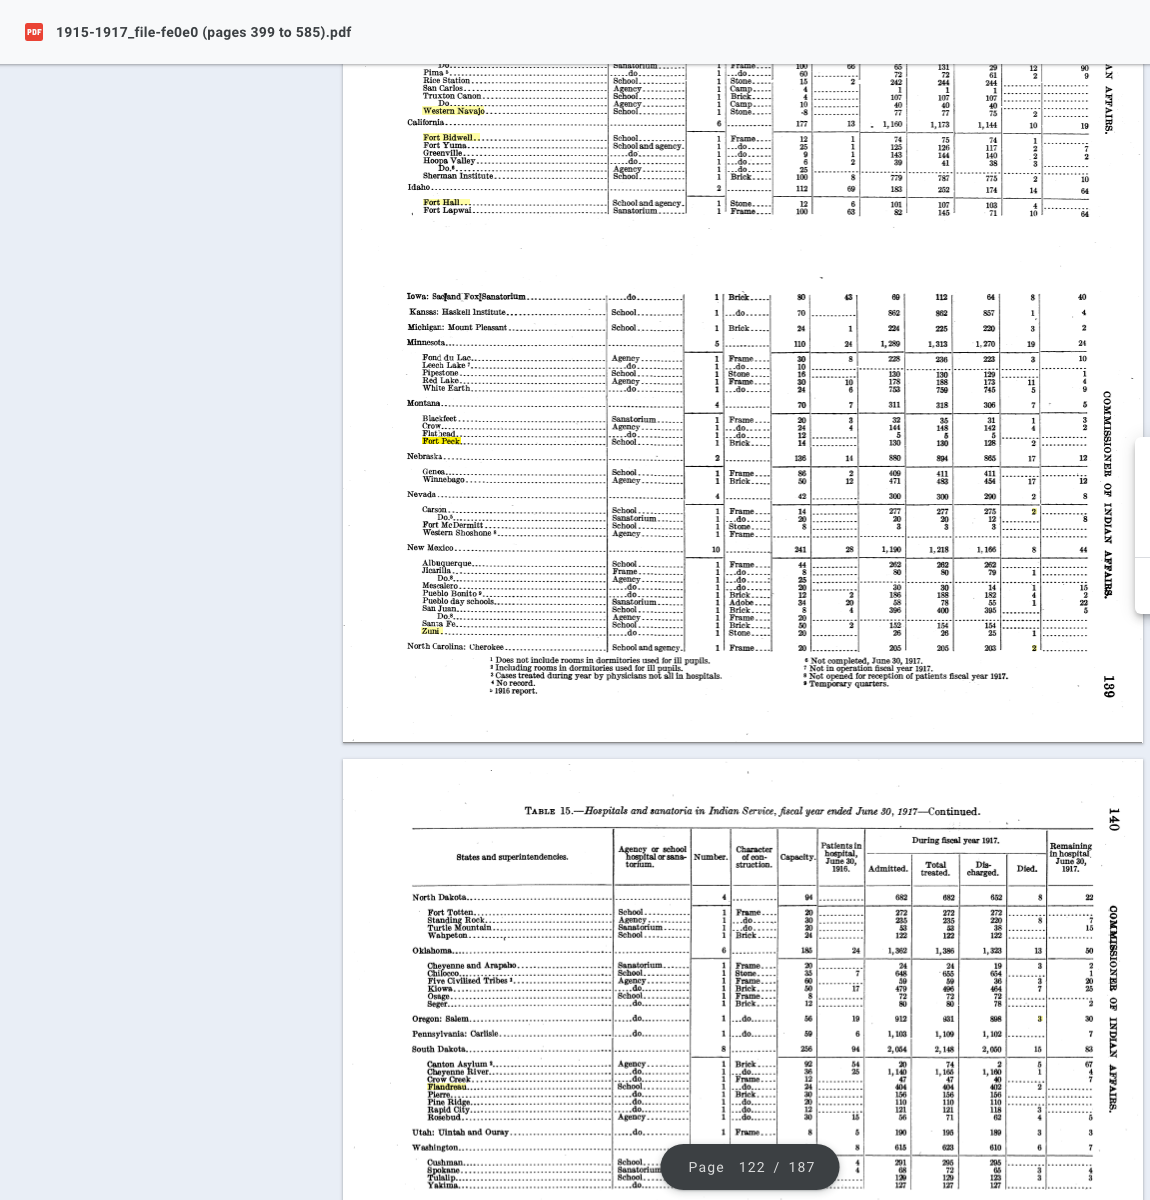 PDF 1915-1917_file-fe0e0 (pages 399 to 585).pdf
Do. Sanatorium 1 Frame 100 66 65 131 29 12 90
Pima ⁵ do 1 do 60 72 72 61 2 9
Rice Station School 1 Stone 15 2 242 244 244
San Carlos Agency 1 Camp 4 1 1 1
Truxton Canon School 1 Brick 4 107 107 107
Do Agency 1 Camp 10 40 40 40
Western Navajo School 1 Stone 8 77 77 75 2
California 6 177 13 1,160 1,173 1,144 10 19
Fort Bidwell School 1 Frame 12 1 74 75 74 1
Fort Yuma School and agency 1 do 25 1 125 126 117 2 7
Greenville do 1 do 9 1 143 144 140 2 2
Hoopa Valley do 1 do 6 2 39 41 38 3
Do.⁶ Agency 1 do 25
Sherman Institute School 1 Brick 100 8 779 787 775 2 10
Idaho 2 112 69 183 252 174 14 64
Fort Hall School and agency 1 Stone 12 6 101 107 103 4
Fort Lapwai Sanatorium 1 Frame 100 63 82 145 71 10 64
AN AFFAIRS.
Iowa: Sac and Fox Sanatorium do 1 Brick 80 43 69 112 64 8 40
Kansas: Haskell Institute School 1 do 70 862 862 857 1 4
Michigan: Mount Pleasant School 1 Brick 24 1 224 225 220 3 2
Minnesota 5 110 24 1,289 1,313 1,270 19 24
Fond du Lac Agency 1 Frame 30 8 228 236 223 3 10
Leech Lake ⁷ do 1 do 10
Pipestone School 1 Stone 16 130 130 129 1
Red Lake Agency 1 Frame 30 10 178 188 173 11 4
White Earth do 1 do 24 6 753 759 745 5 9
Montana 4 70 7 311 318 306 7 5
Blackfeet Sanatorium 1 Frame 20 3 32 35 31 1 3
Crow Agency 1 do 24 4 144 148 142 4 2
Flathead do 1 do 12 5 5 5
Fort Peck School 1 Brick 14 130 130 128 2
Nebraska 2 136 14 880 894 865 17 12
Genoa School 1 Frame 86 2 409 411 411
Winnebago Agency 1 Brick 50 12 471 483 454 17 12
Nevada 4 42 300 300 290 2 8
Carson School 1 Frame 14 277 277 275 2
Do.⁵ Sanatorium 1 do 20 20 20 12 8
Fort McDermitt School 1 Stone 8 3 3 3
Western Shoshone ⁸ Agency 1 Frame
New Mexico 10 241 28 1,190 1,218 1,166 8 44
Albuquerque School 1 Frame 44 262 262 262
Jicarilla Frame 1 do 8 80 80 79 1
Do.⁸ Agency 1 do 25
Mescalero do 1 do 20 30 30 14 1 15
Pueblo Bonito ⁹ do 1 Brick 12 2 186 188 182 4 2
Pueblo day schools Sanatorium 1 Adobe 34 20 58 78 55 1 22
San Juan School 1 Brick 8 4 396 400 395 5
Do.⁸ Agency 1 Frame 20
Santa Fe School 1 Brick 50 2 152 154 154
Zuni do 1 Stone 20 26 26 25 1
North Carolina: Cherokee School and agency 1 Frame 20 205 205 203 2
¹ Does not include rooms in dormitories used for ill pupils.
² Including rooms in dormitories used for ill pupils.
³ Cases treated during year by physicians not all in hospitals.
⁴ No record.
⁵ 1916 report.
⁶ Not completed, June 30, 1917.
⁷ Not in operation fiscal year 1917.
⁸ Not opened for reception of patients fiscal year 1917.
⁹ Temporary quarters.
COMMISSIONER OF INDIAN AFFAIRS.
139
TABLE 15.—Hospitals and sanatoria in Indian Service, fiscal year ended June 30, 1917—Continued.
140
States and superintendencies. Agency or school hospital or sanatorium. Number. Character of construction. Capacity. Patients in hospital, June 30, 1916. During fiscal year 1917. Admitted. Total treated. Discharged. Died. Remaining in hospital June 30, 1917.
North Dakota 4 94 682 682 652 8 22
Fort Totten School 1 Frame 20 272 272 272
Standing Rock Agency 1 do 30 235 235 220 8 7
Turtle Mountain Sanatorium 1 do 20 53 53 38 15
Wahpeton School 1 Brick 24 122 122 122
Oklahoma 6 185 24 1,362 1,386 1,323 13 50
Cheyenne and Arapaho Sanatorium 1 Frame 20 24 24 19 3 2
Chilocco School 1 Stone 35 7 648 655 654 1
Five Civilized Tribes ³ Agency 1 Frame 60 59 59 36 3 20
Kiowa do 1 Brick 50 17 479 496 464 7 25
Osage School 1 Frame 8 72 72 72
Seger do 1 Brick 12 80 80 78 2
Oregon: Salem do 1 do 56 19 912 931 898 3 30
Pennsylvania: Carlisle do 1 do 59 6 1,103 1,109 1,102 7
South Dakota 8 256 94 2,054 2,148 2,050 15 83
Canton Asylum ³ Agency 1 Brick 92 54 20 74 2 5 67
Cheyenne River do 1 do 36 25 1,140 1,165 1,160 1 4
Crow Creek do 1 Frame 12 47 47 40 7
Flandreau School 1 do 24 404 404 402 2
Pierre do 1 Brick 30 156 156 156
Pine Ridge do 1 do 20 110 110 110
Rapid City do 1 do 12 121 121 118 3
Rosebud Agency 1 do 30 15 56 71 62 4 5
Utah: Uintah and Ouray do 1 Frame 8 5 190 195 189 3 3
Washington 8 615 623 610 6 7
Cushman School 4 291 295 295
Spokane Sanatorium 4 68 72 65 3 4
Tulalip School 129 129 123 3 3
Yakima do 127 127 127
COMMISSIONER OF INDIAN AFFAIRS.
Page 122 / 187